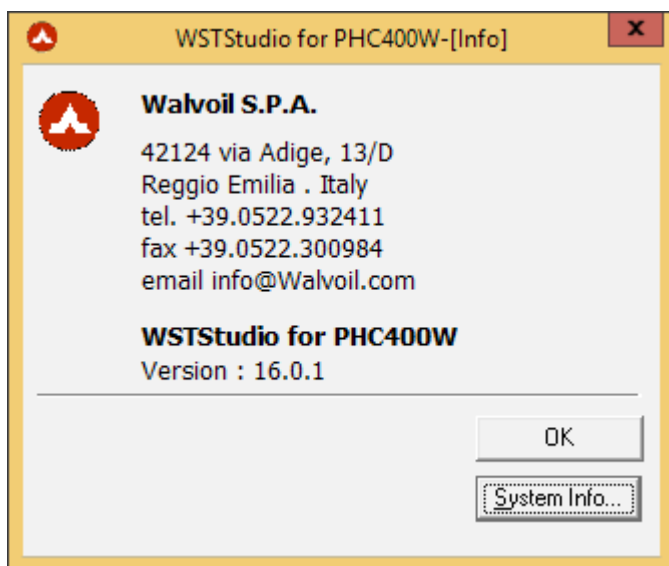 WSTStudio for PHC400W-[Info]
x
Walvoil S.P.A.
42124 via Adige, 13/D
Reggio Emilia . Italy
tel. +39.0522.932411
fax +39.0522.300984
email info@Walvoil.com
WSTStudio for PHC400W
Version : 16.0.1
OK
System Info...